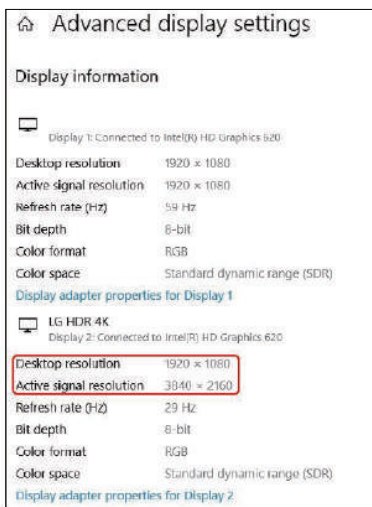 Advanced display settings
Display information
Display 1: Connected to Intel(R) HD Graphics 620
Desktop resolution 1920 × 1080
Active signal resolution 1920 × 1080
Refresh rate (Hz) 59 Hz
Bit depth 8-bit
Color format RGB
Color space Standard dynamic range (SDR)
Display adapter properties for Display 1
LG HDR 4K
Display 2: Connected to Intel(R) HD Graphics 620
Desktop resolution 1920 × 1080
Active signal resolution 3840 × 2160
Refresh rate (Hz) 29 Hz
Bit depth 8-bit
Color format RGB
Color space Standard dynamic range (SDR)
Display adapter properties for Display 2